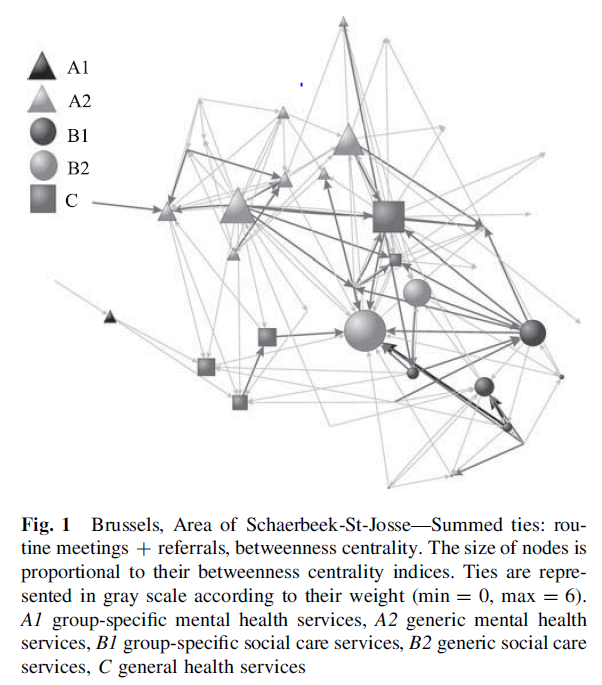 A1
A2
B1
B2
C
Fig. 1 Brussels, Area of Schaerbeek-St-Josse—Summed ties: rou-
tine meetings + referrals, betweenness centrality. The size of nodes is
proportional to their betweenness centrality indices. Ties are repre-
sented in gray scale according to their weight (min = 0, max = 6).
A1 group-specific mental health services, A2 generic mental health
services, B1 group-specific social care services, B2 generic social care
services, C general health services